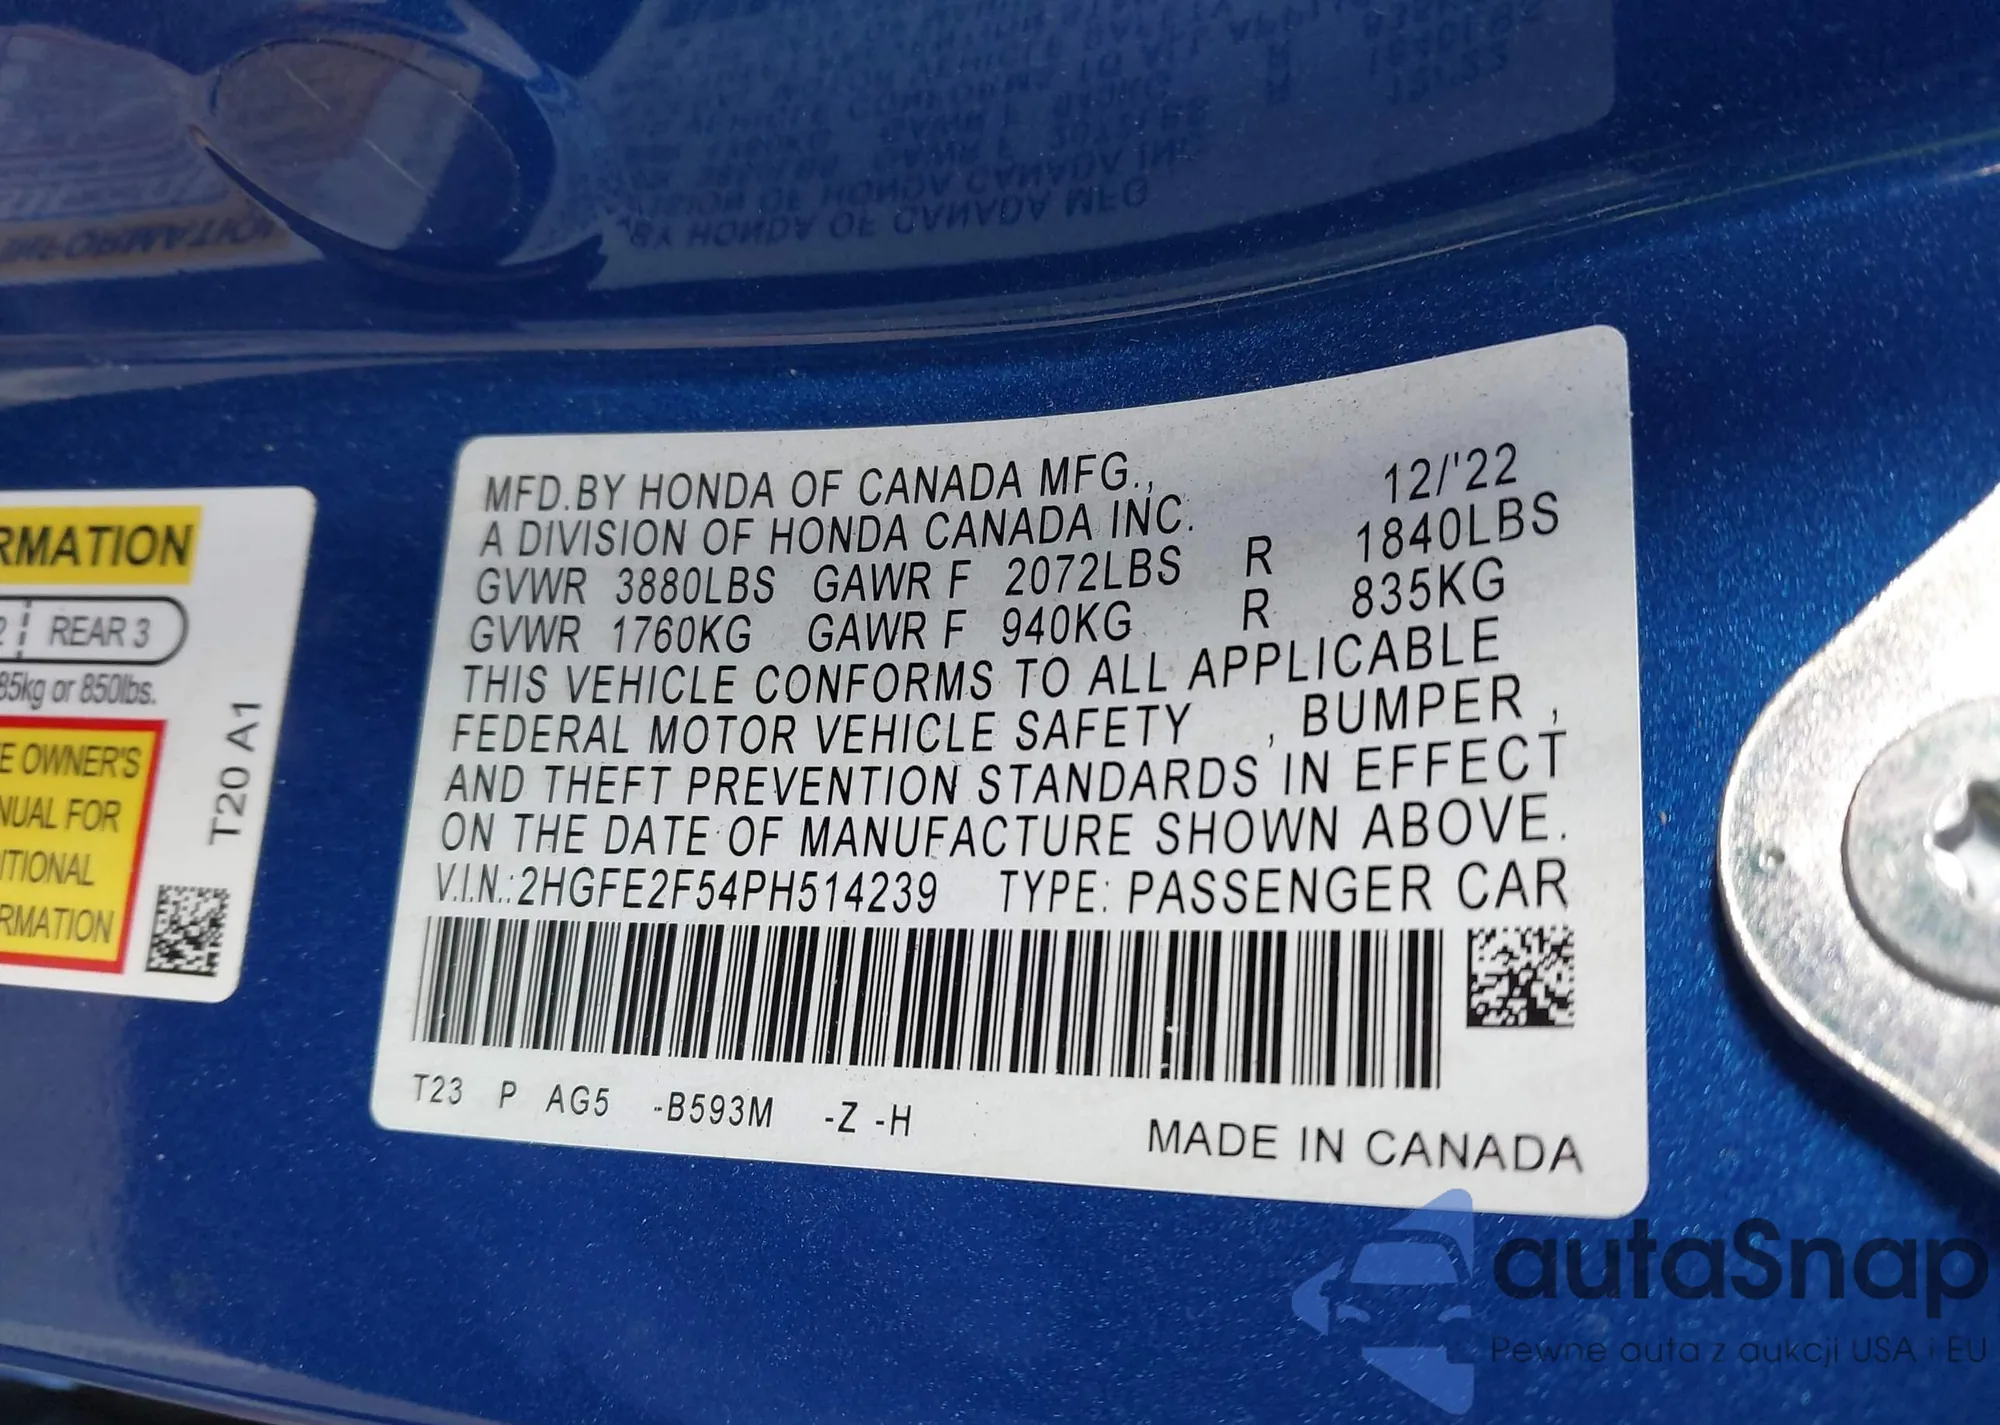 MFD.BY HONDA OF CANADA MFG.,
12/'22
A DIVISION OF HONDA CANADA INC.
GVWR 3880LBS GAWR F 2072LBS R 1840LBS
GVWR 1760KG GAWR F 940KG R 835KG
THIS VEHICLE CONFORMS TO ALL APPLICABLE
FEDERAL MOTOR VEHICLE SAFETY , BUMPER ,
AND THEFT PREVENTION STANDARDS IN EFFECT
ON THE DATE OF MANUFACTURE SHOWN ABOVE.
V.I.N.:2HGFE2F54PH514239 TYPE: PASSENGER CAR
T23 P AG5 -B593M -Z -H
MADE IN CANADA
RMATION
2 REAR 3
85kg or 850lbs.
E OWNER'S
NUAL FOR
ITIONAL
RMATION
T20 A1
autaSnap
Pewne auta z aukcji USA i EU